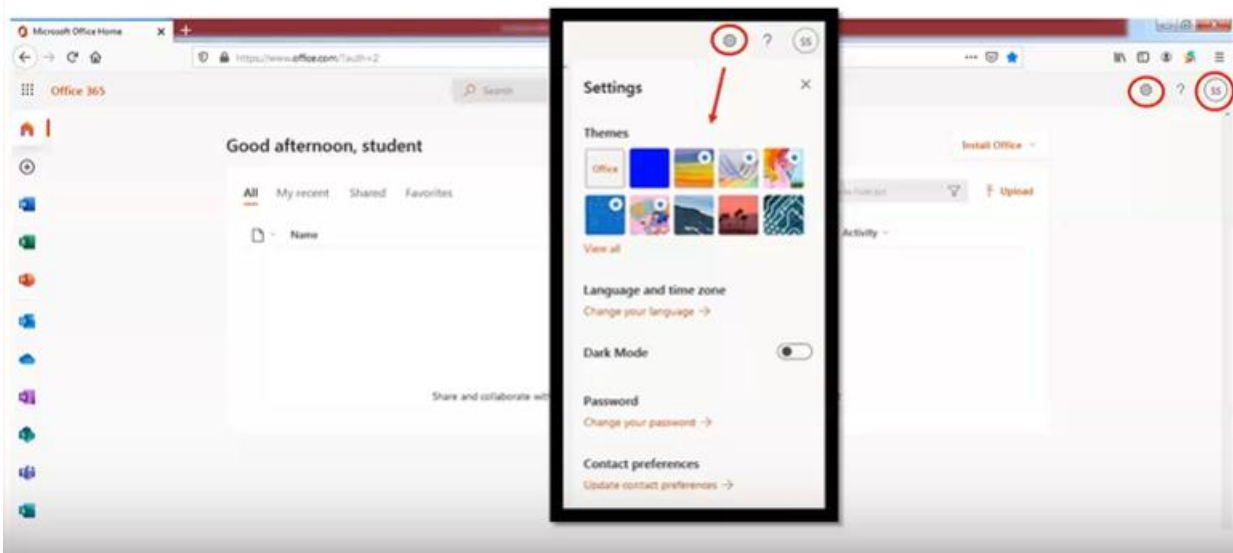 Microsoft Office Home
https://www.office.com/?auth=2
Office 365
Search
SS
Good afternoon, student
Install Office
All My recent Shared Favorites
Upload
Name
Activity
Share and collaborate with
? SS
Settings
Themes
Office
View all
Language and time zone
Change your language →
Dark Mode
Password
Change your password →
Contact preferences
Update contact preferences →